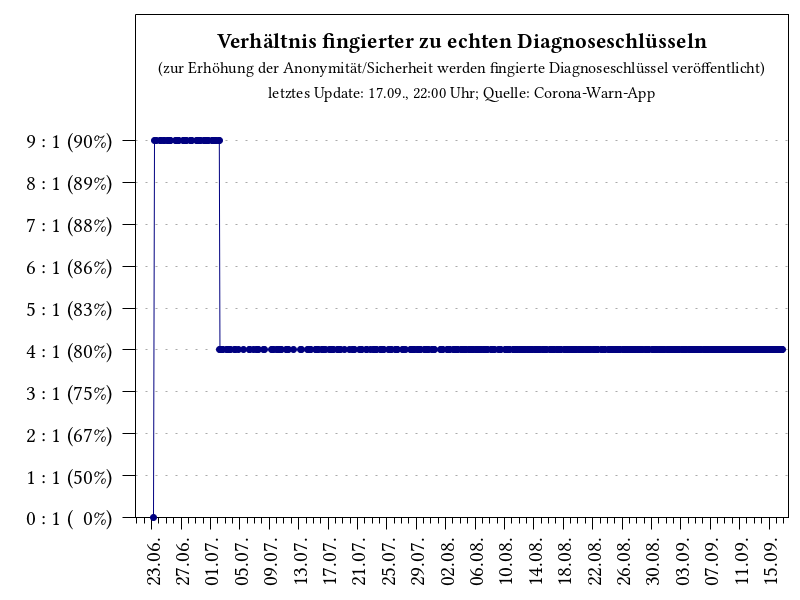 Verhältnis fingierter zu echten Diagnoseschlüsseln
(zur Erhöhung der Anonymität/Sicherheit werden fingierte Diagnoseschlüssel veröffentlicht)
letztes Update: 17.09., 22:00 Uhr; Quelle: Corona-Warn-App
9 : 1 (90%)
8 : 1 (89%)
7 : 1 (88%)
6 : 1 (86%)
5 : 1 (83%)
4 : 1 (80%)
3 : 1 (75%)
2 : 1 (67%)
1 : 1 (50%)
0 : 1 ( 0%)
23.06.
27.06.
01.07.
05.07.
09.07.
13.07.
17.07.
21.07.
25.07.
29.07.
02.08.
06.08.
10.08.
14.08.
18.08.
22.08.
26.08.
30.08.
03.09.
07.09.
11.09.
15.09.